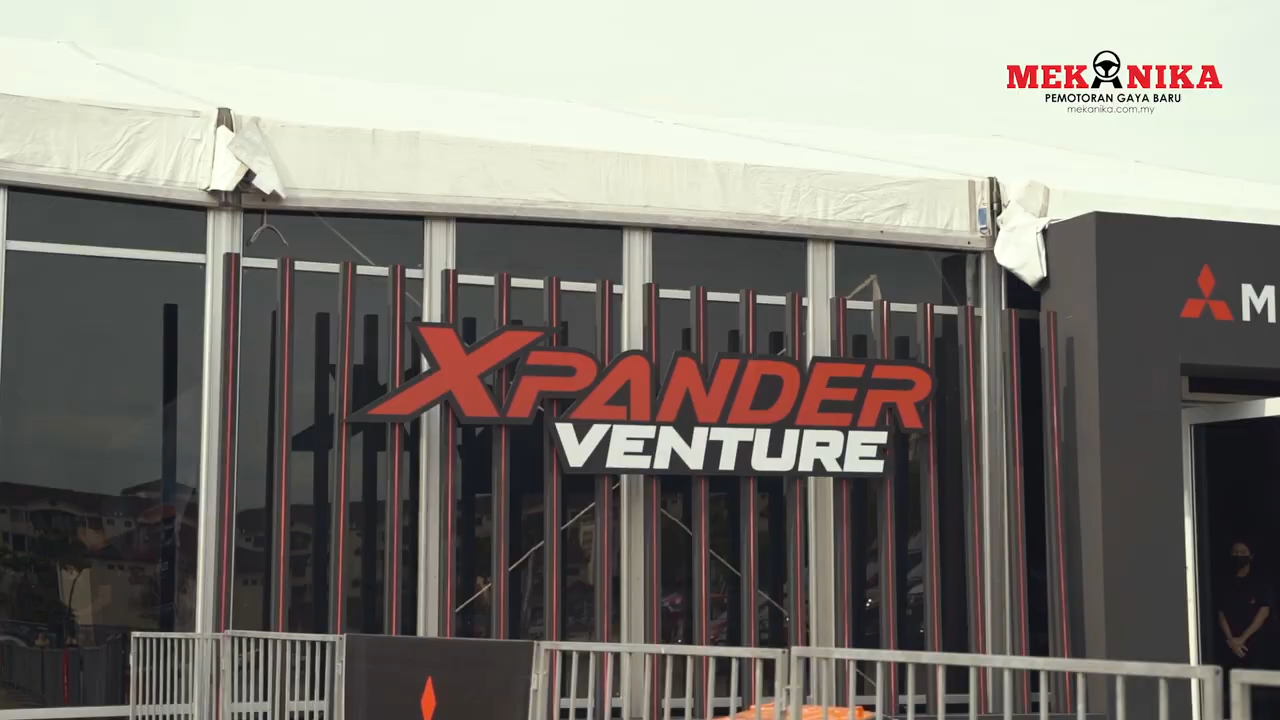 MEKANIKA
PEMOTORAN GAYA BARU
mekanika.com.my
M
XPANDER
VENTURE